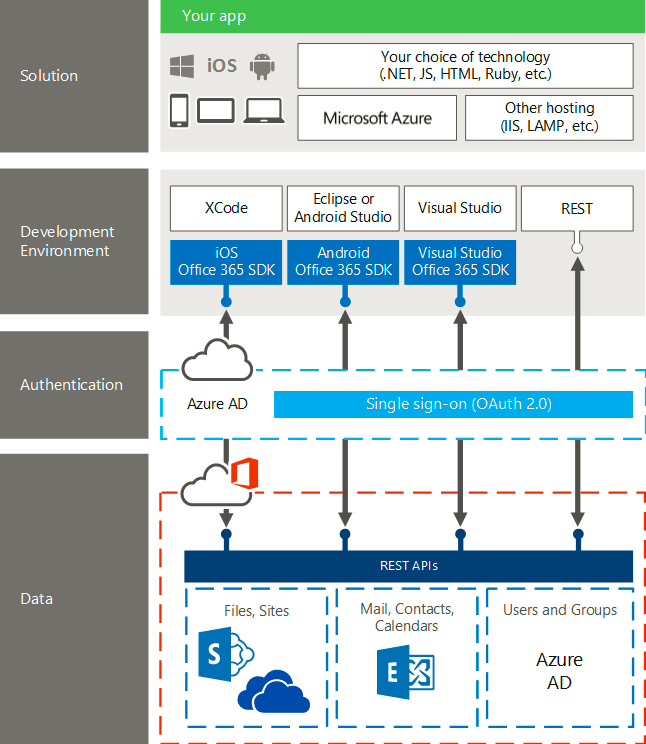 Your app
Solution
iOS
Your choice of technology
(.NET, JS, HTML, Ruby, etc.)
Microsoft Azure
Other hosting
(IIS, LAMP, etc.)
Development
Environment
XCode
Eclipse or
Android Studio
Visual Studio
REST
iOS
Office 365 SDK
Android
Office 365 SDK
Visual Studio
Office 365 SDK
Authentication
Azure AD
Single sign-on (OAuth 2.0)
Data
REST APIs
Files, Sites
S
Mail, Contacts,
Calendars
E
Users and Groups
Azure
AD